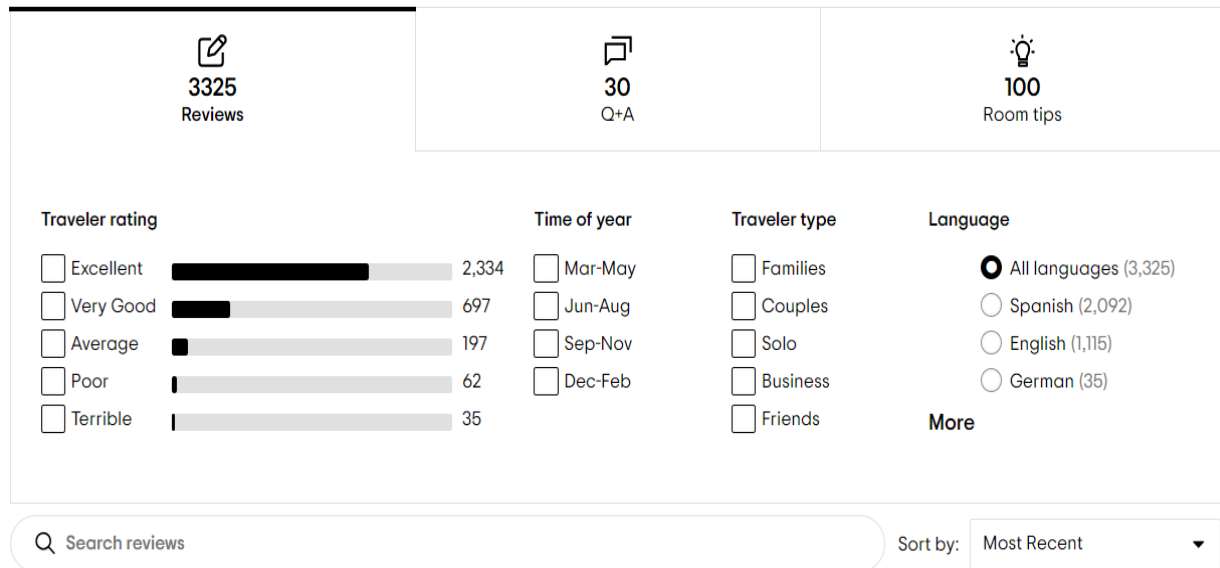 3325
Reviews
30
Q+A
100
Room tips
Traveler rating
Excellent 2,334
Very Good 697
Average 197
Poor 62
Terrible 35
Time of year
Mar-May
Jun-Aug
Sep-Nov
Dec-Feb
Traveler type
Families
Couples
Solo
Business
Friends
Language
All languages (3,325)
Spanish (2,092)
English (1,115)
German (35)
More
Search reviews
Sort by: Most Recent